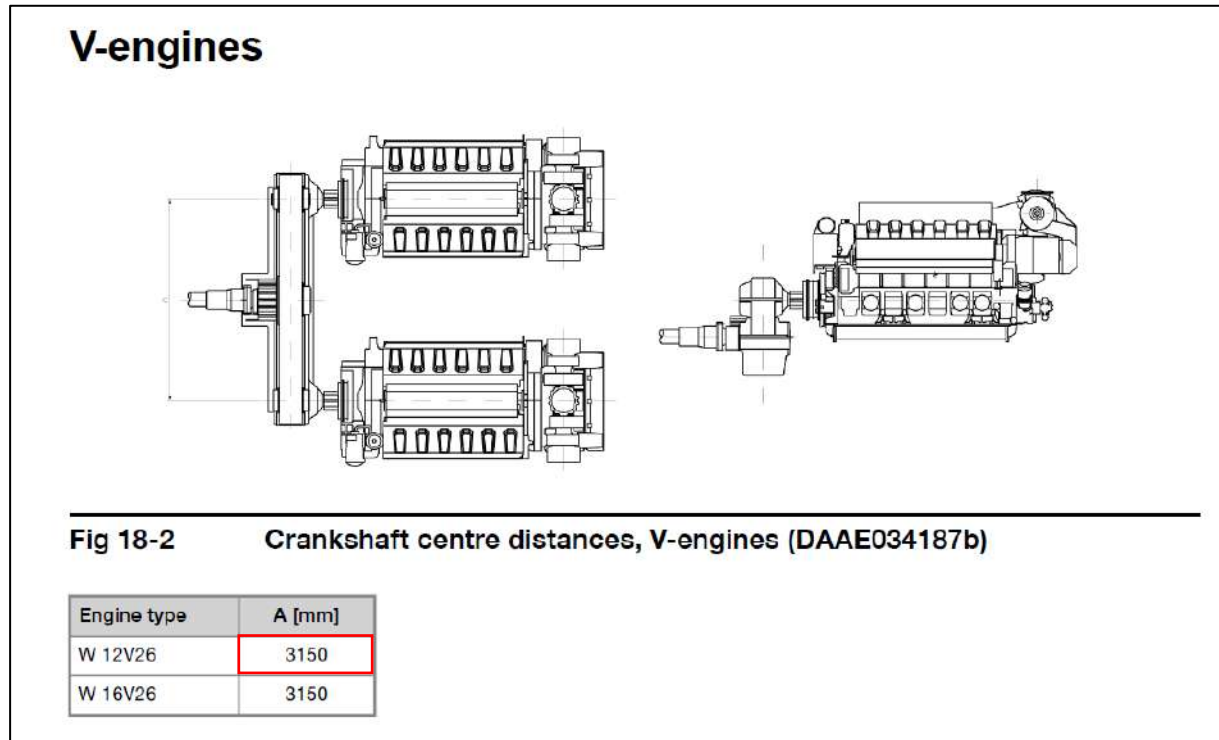 V-engines
Fig 18-2 Crankshaft centre distances, V-engines (DAAE034187b)
Engine type A [mm]
W 12V26 3150
W 16V26 3150